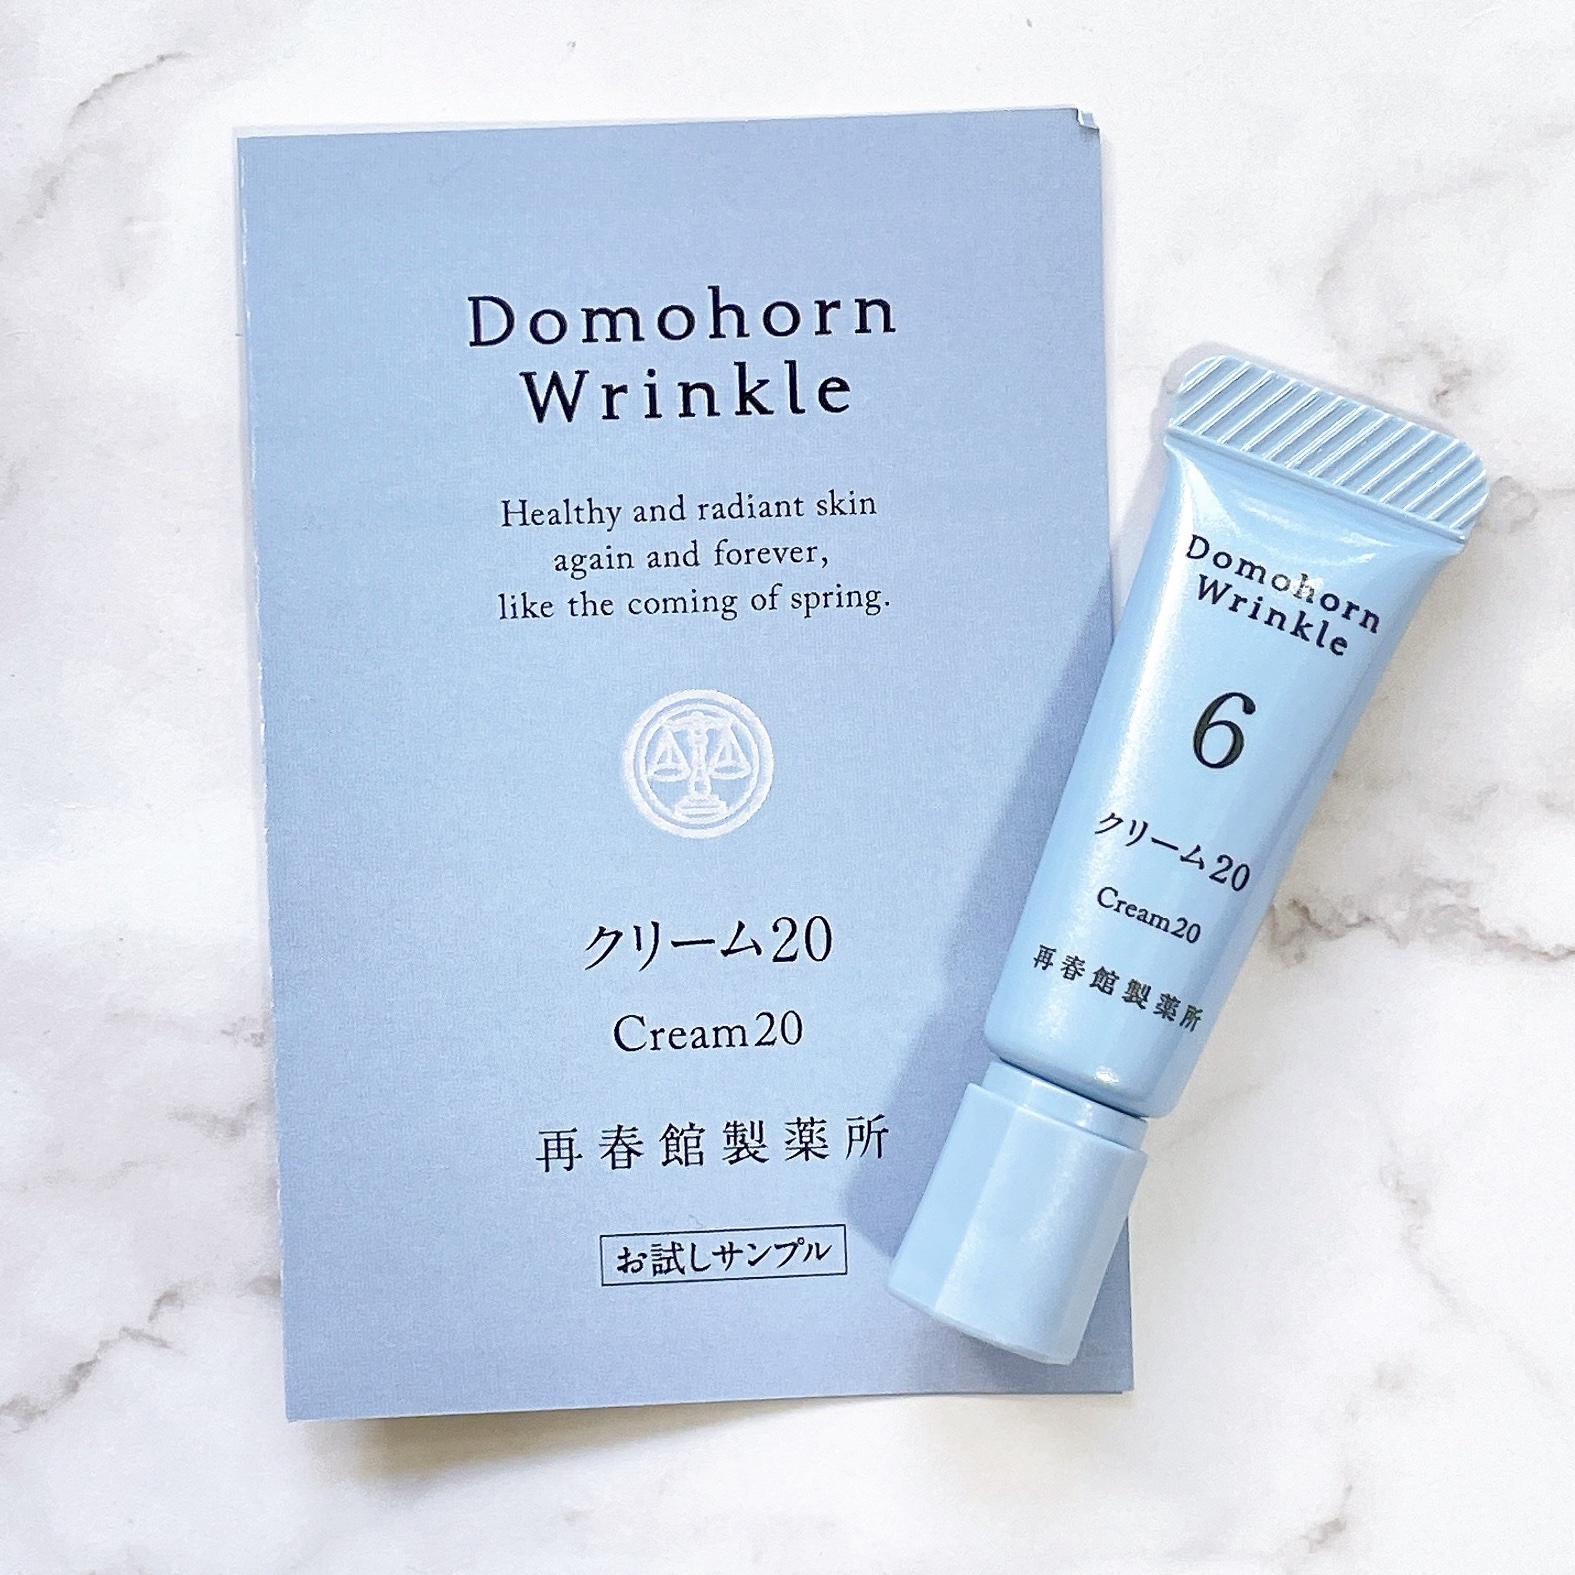 Domohorn
Wrinkle
Healthy and radiant skin
again and forever,
like the coming of spring.
クリーム20
Cream20
再春館製薬所
お試しサンプル
Domohorn
Wrinkle
6
クリーム20
Cream20
再春館製薬所